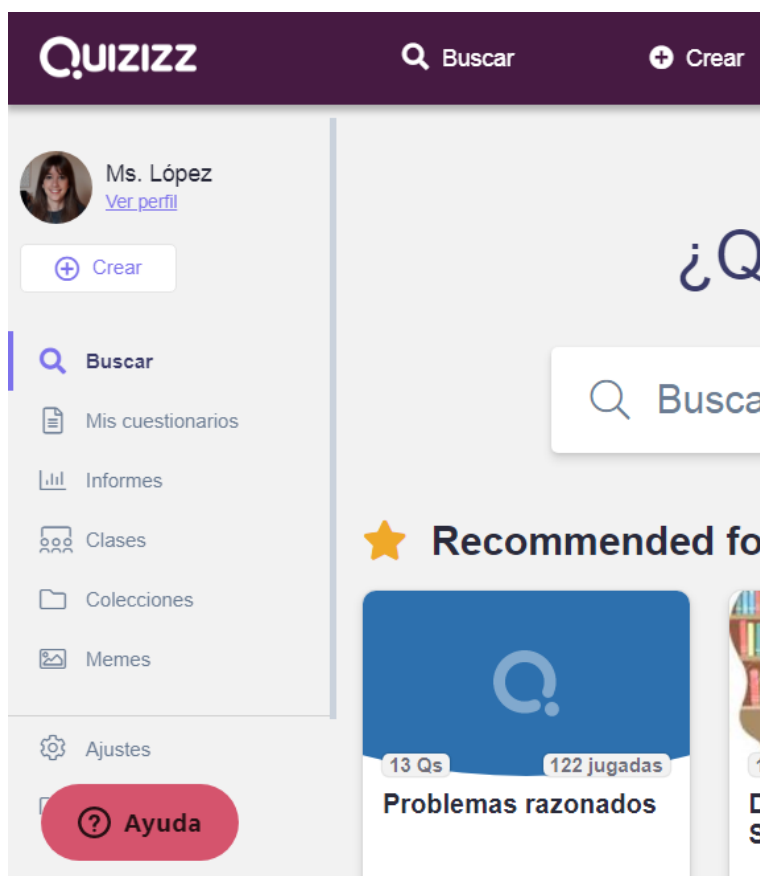 QUIZIZZ
Buscar
Crear
Ms. López
Ver perfil
Crear
Buscar
Mis cuestionarios
Informes
Clases
Colecciones
Memes
Ajustes
Ayuda
¿Q
Busca
Recommended fo
13 Qs
122 jugadas
Problemas razonados